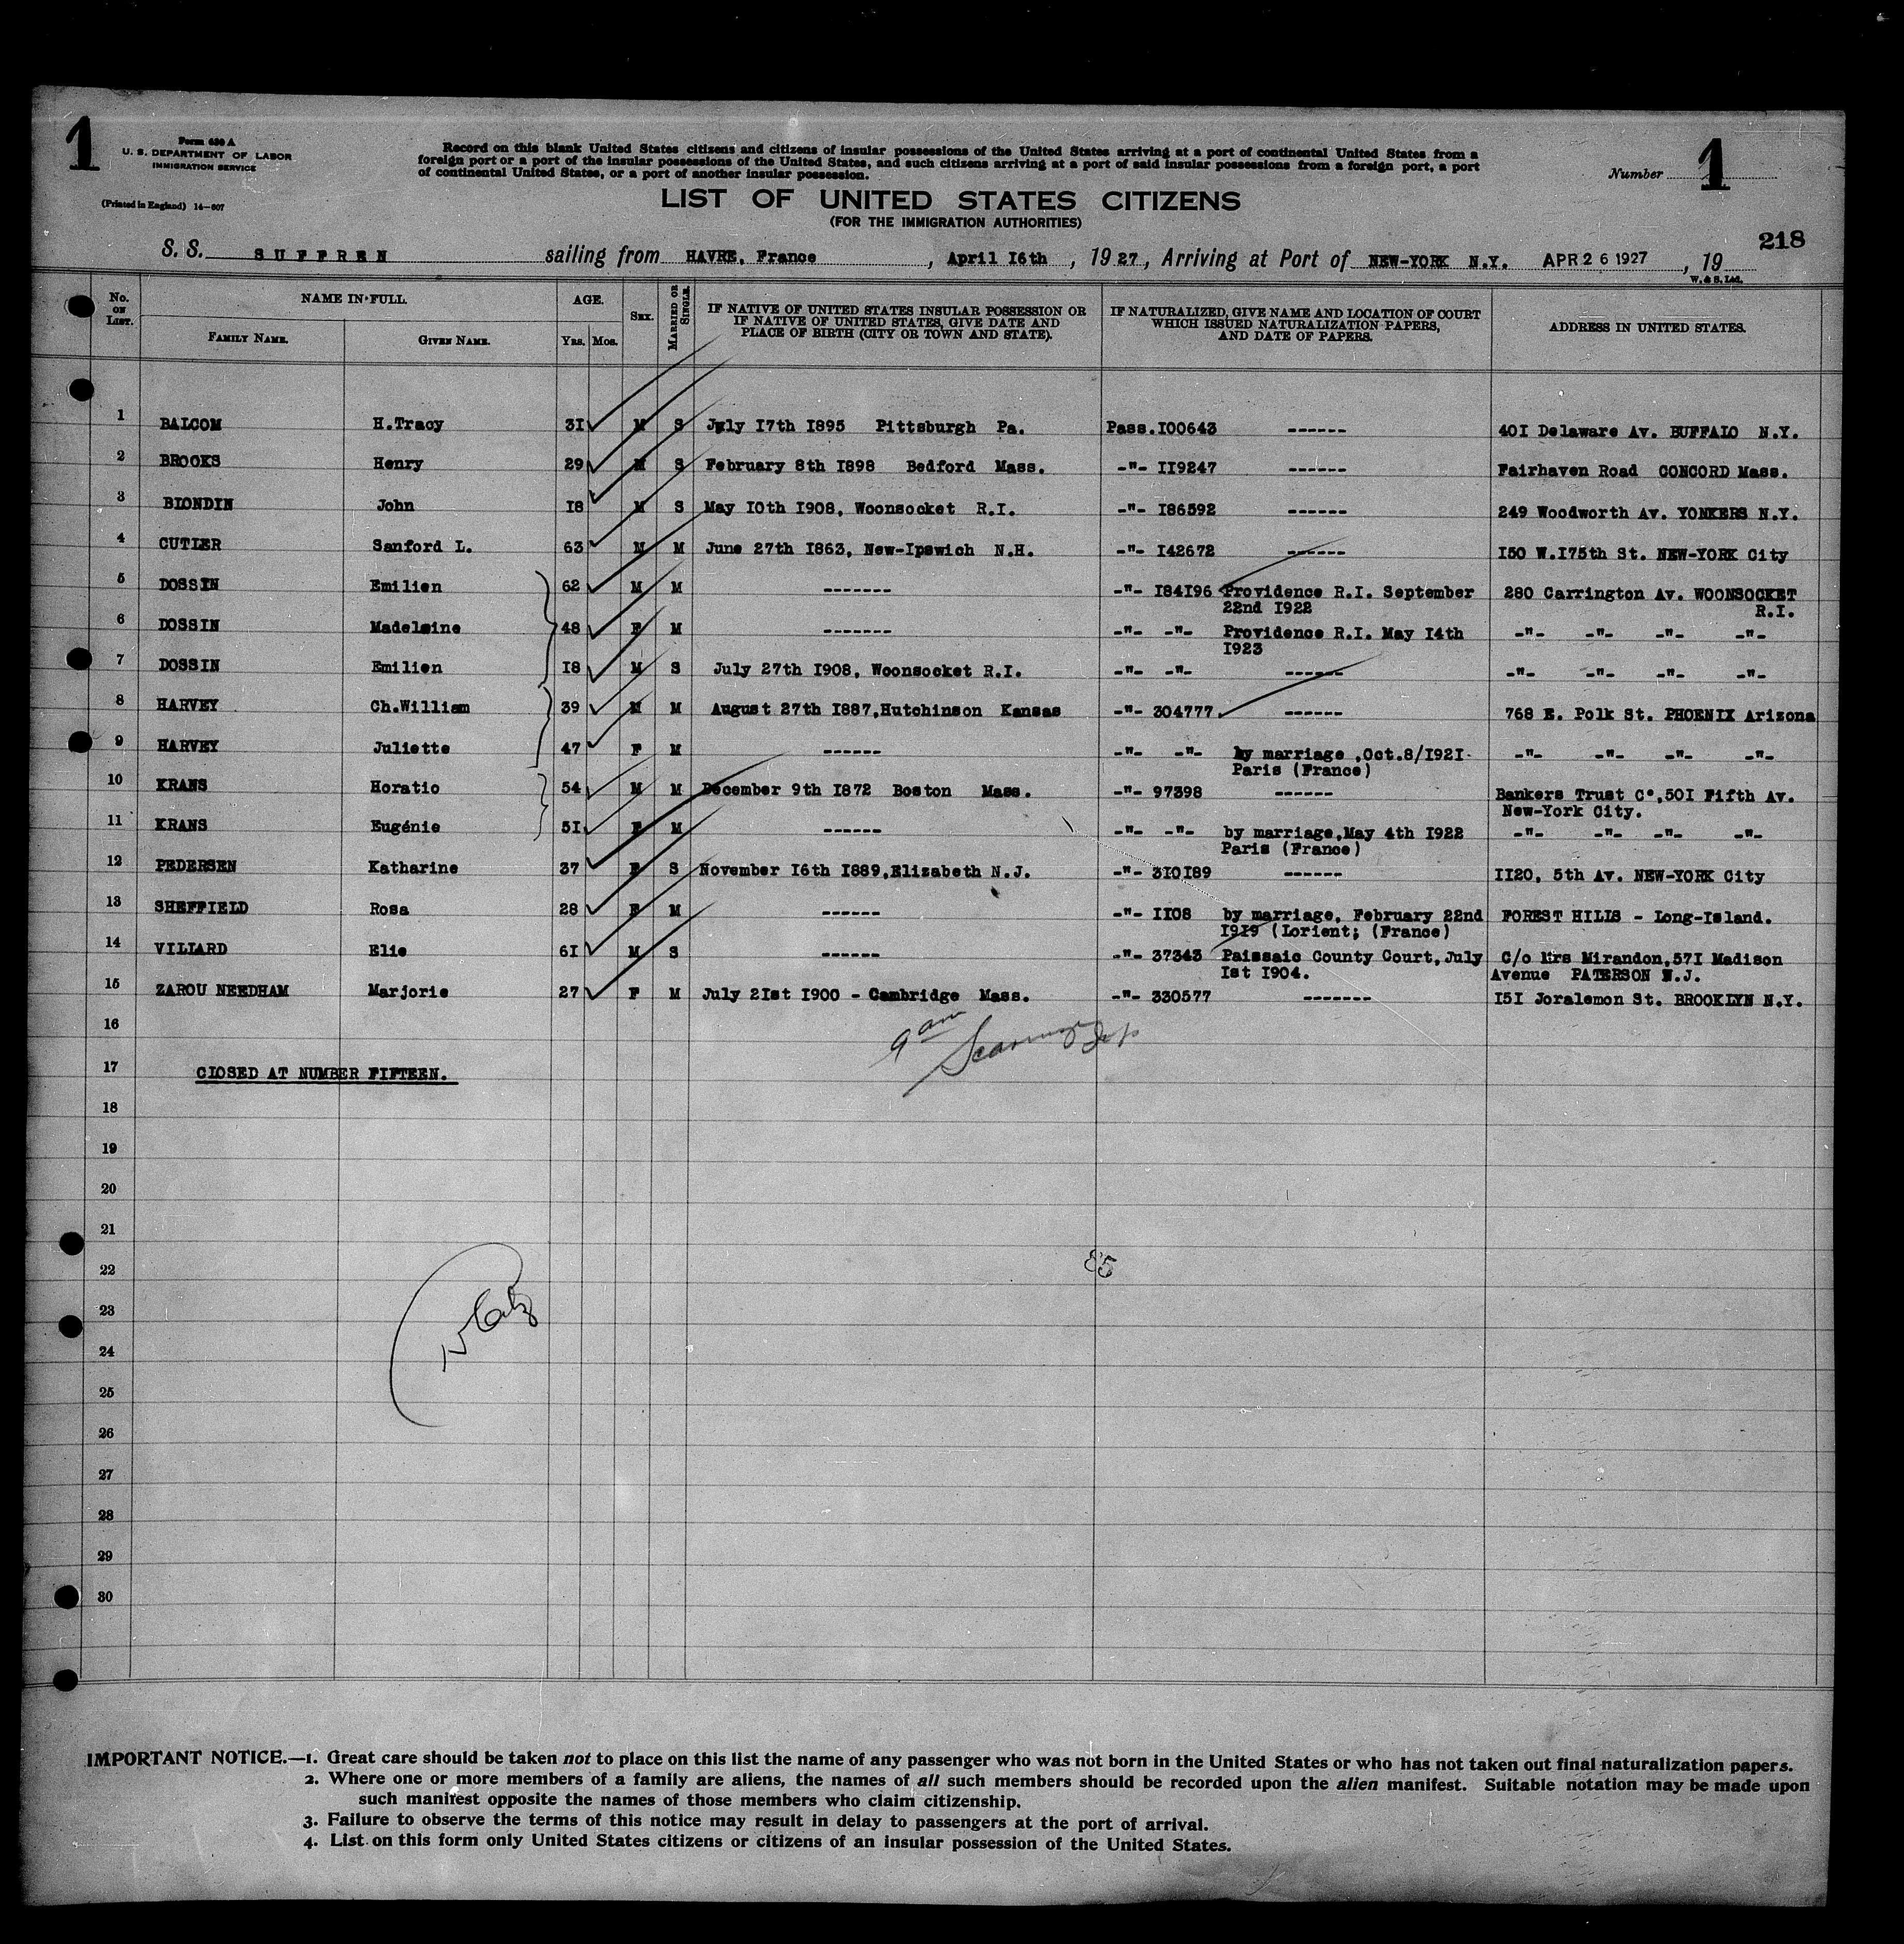 1
Form 630 A
U. S. DEPARTMENT OF LABOR
IMMIGRATION SERVICE
(Printed in England) 14—607
Record on this blank United States citizens and citizens of insular possessions of the United States arriving at a port of continental United States from a
foreign port or a port of the insular possessions of the United States, and such citizens arriving at a port of said insular possessions from a foreign port, a port
of continental United States, or a port of another insular possession.
Number 1
LIST OF UNITED STATES CITIZENS
(FOR THE IMMIGRATION AUTHORITIES)
218
S. S. SUFFREN sailing from HAVRE, France, April 16th, 1927, Arriving at Port of NEW-YORK N.Y. APR 26 1927, 19
W. & S. Ltd.
No. ON LIST. NAME IN FULL. AGE. SEX. MARRIED OR SINGLE. IF NATIVE OF UNITED STATES INSULAR POSSESSION OR IF NATIVE OF UNITED STATES, GIVE DATE AND PLACE OF BIRTH (CITY OR TOWN AND STATE). IF NATURALIZED, GIVE NAME AND LOCATION OF COURT WHICH ISSUED NATURALIZATION PAPERS, AND DATE OF PAPERS. ADDRESS IN UNITED STATES.
FAMILY NAME. GIVEN NAME. YRS. MOS.
1 BALCOM H.Tracy 31 M S July 17th 1895 Pittsburgh Pa. Pass.100643 ------ 401 Delaware Av. BUFFALO N.Y.
2 BROOKS Henry 29 M S February 8th 1898 Bedford Mass. -"- 119247 ------ Fairhaven Road CONCORD Mass.
3 BIONDIN John 18 M S May 10th 1908, Woonsocket R.I. -"- 186592 ------ 249 Woodworth Av. YONKERS N.Y.
4 CUTLER Sanford L. 63 M M June 27th 1863, New-Ipswich N.H. -"- 142672 ------ 150 W.175th St. NEW-YORK City
5 DOSSIN Emilien 62 M M ------- -"- 184196 Providence R.I. September 280 Carrington Av. WOONSOCKET
22nd 1922 R.I.
6 DOSSIN Madeleine 48 F M ------- -"- -"- Providence R.I. May 14th -"- -"- -"- -"-
1923
7 DOSSIN Emilien 18 M S July 27th 1908, Woonsocket R.I. -"- -"- ------ -"- -"- -"- -"-
8 HARVEY Ch.William 39 M M August 27th 1887,Hutchinson Kansas -"- 304777 ------ 768 E. Polk St. PHOENIX Arizona
9 HARVEY Juliette 47 F M ------ -"- -"- by marriage ,Oct.8/1921 -"- -"- -"- -"-
Paris (France)
10 KRANS Horatio 54 M M December 9th 1872 Boston Mass. -"- 97398 ------ Bankers Trust C°,501 Fifth Av.
New-York City.
11 KRANS Eugénie 51 F M ------ -"- -"- by marriage,May 4th 1922 -"- -"- -"- -"-
Paris (France)
12 PEDERSEN Katharine 37 F S November 16th 1889,Elizabeth N.J. -"- 310189 ------ 1120, 5th Av. NEW-YORK City
13 SHEFFIELD Rosa 28 F M ------ -"- 1108 by marriage, February 22nd FOREST HILLS - Long-Island.
1919 (Lorient; (France)
14 VILLARD Elie 61 M S ------ -"- 37343 Paissaic County Court, July C/o Mrs Mirandon,571 Madison
1st 1904. Avenue PATERSON N.J.
15 ZAROU NEEDHAM Marjorie 27 F M July 21st 1900 - Cambridge Mass. -"- 330577 ------- 151 Joralemon St. BROOKLYN N.Y.
16
9 am
17 CLOSED AT NUMBER FIFTEEN.
18
19
20
21
22
85
23
24
25
26
27
28
29
30
IMPORTANT NOTICE.—1. Great care should be taken not to place on this list the name of any passenger who was not born in the United States or who has not taken out final naturalization papers.
2. Where one or more members of a family are aliens, the names of all such members should be recorded upon the alien manifest. Suitable notation may be made upon
such manifest opposite the names of those members who claim citizenship.
3. Failure to observe the terms of this notice may result in delay to passengers at the port of arrival.
4. List on this form only United States citizens or citizens of an insular possession of the United States.